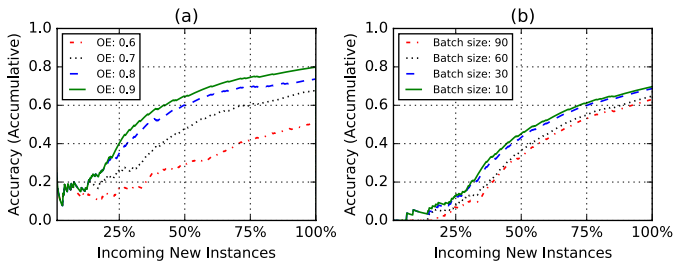 (a)
1.0
0.8
0.6
0.4
0.2
0.0
Accuracy (Accumulative)
OE: 0.6
OE: 0.7
OE: 0.8
OE: 0.9
25%
50%
75%
100%
Incoming New Instances
(b)
1.0
0.8
0.6
0.4
0.2
0.0
Accuracy (Accumulative)
Batch size: 90
Batch size: 60
Batch size: 30
Batch size: 10
25%
50%
75%
100%
Incoming New Instances